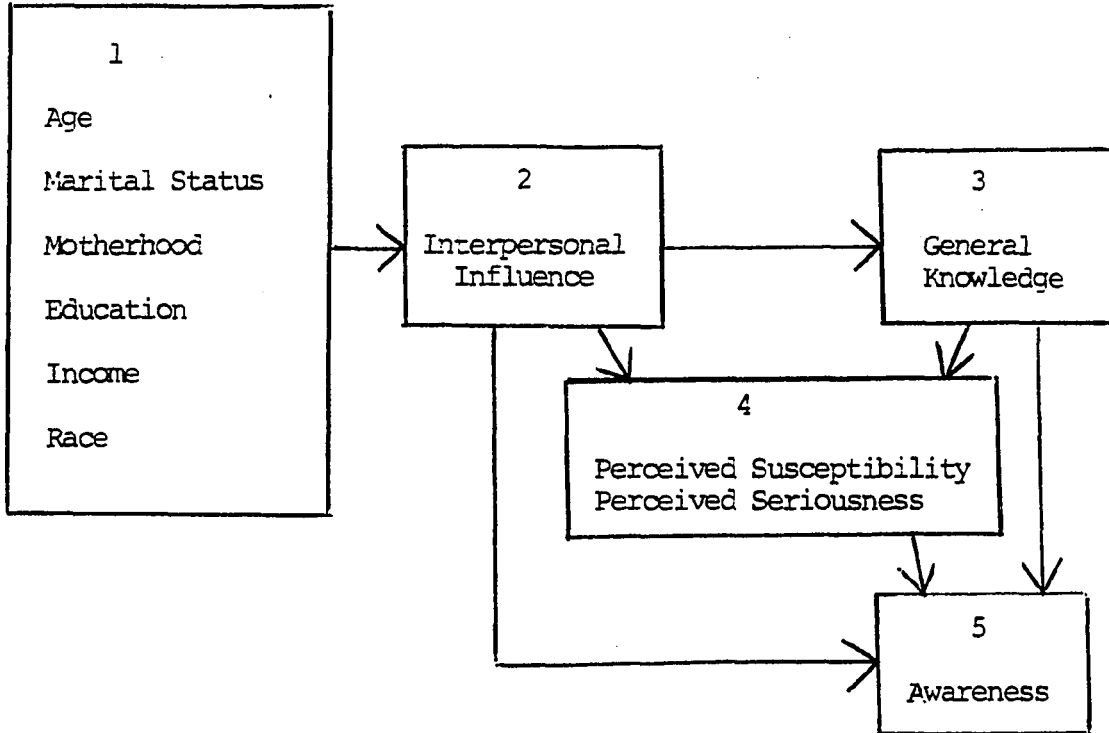 1
Age
Marital Status
Motherhood
Education
Income
Race
2
Interpersonal
Influence
3
General
Knowledge
4
Perceived Susceptibility
Perceived Seriousness
5
Awareness